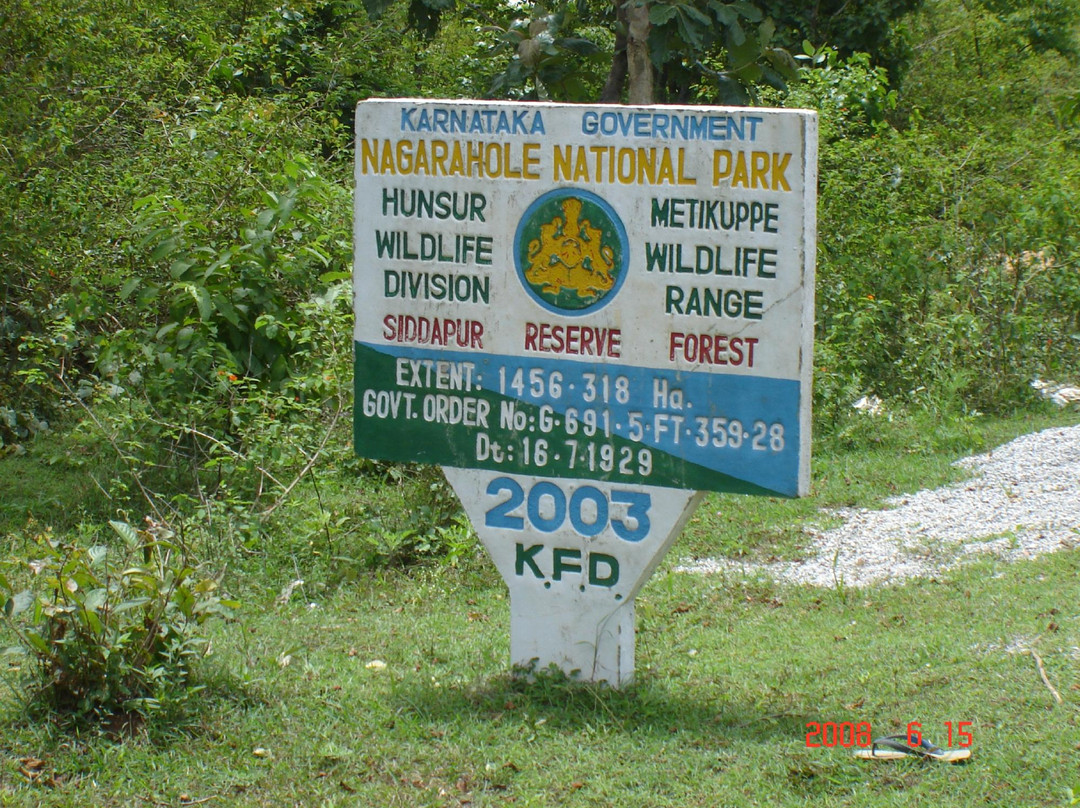 KARNATAKA GOVERNMENT
NAGARAHOLE NATIONAL PARK
HUNSUR
WILDLIFE
DIVISION
METIKUPPE
WILDLIFE
RANGE
SIDDAPUR RESERVE FOREST
EXTENT: 1456.318 Ha.
GOVT. ORDER No: G.691.5.FT.359.28
Dt: 16.7.1929
2003
K.F.D
2008 6 15